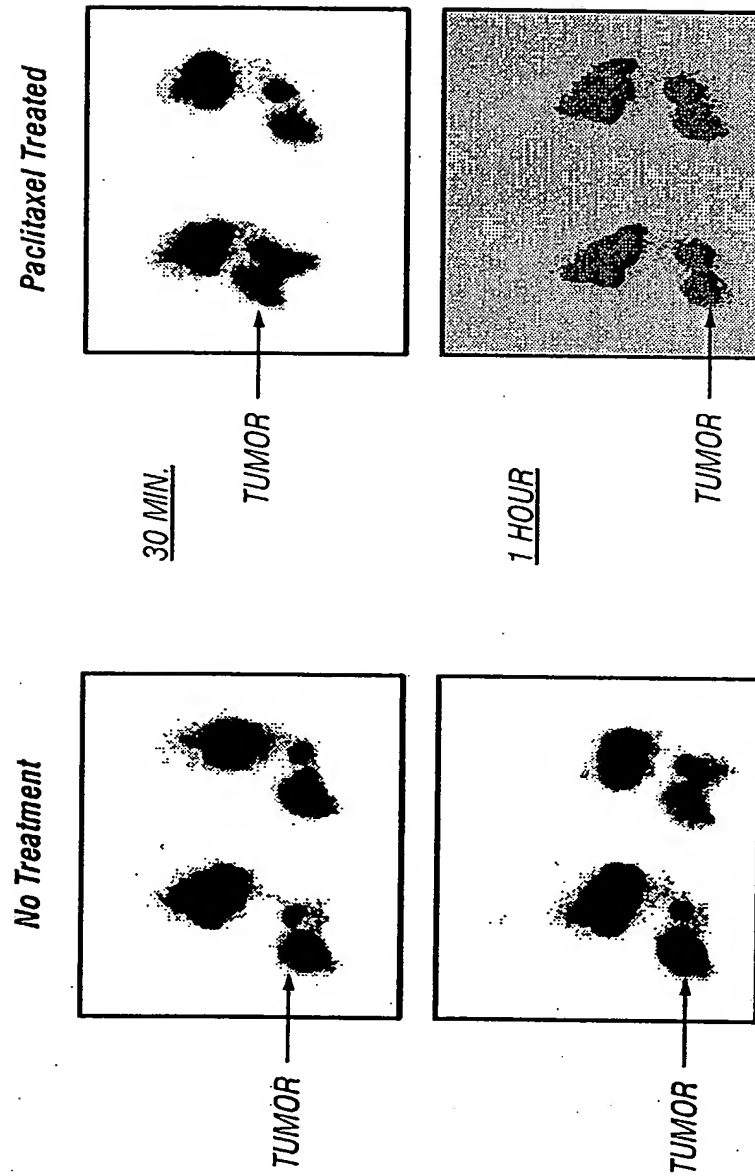 No Treatment
Paclitaxel Treated
30 MIN.
TUMOR
TUMOR
1 HOUR
TUMOR
TUMOR